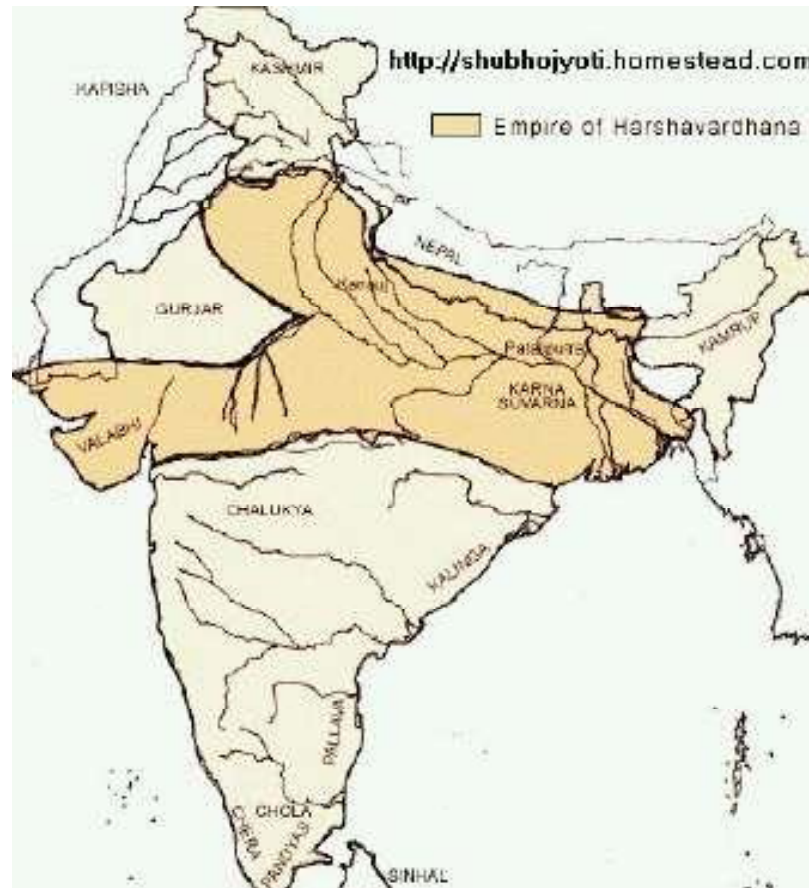 KASHMIR
http://shubhojyoti.homestead.com
KAPISHA
Empire of Harshavardhana
NEPAL
Kanauj
GURJAR
KAMRUP
Pataliputra
KARNA
SUVARNA
VALABHI
CHALUKYA
KALINGA
PALLAVA
CHOLA
CHERA
PANDYAS
SINHAL